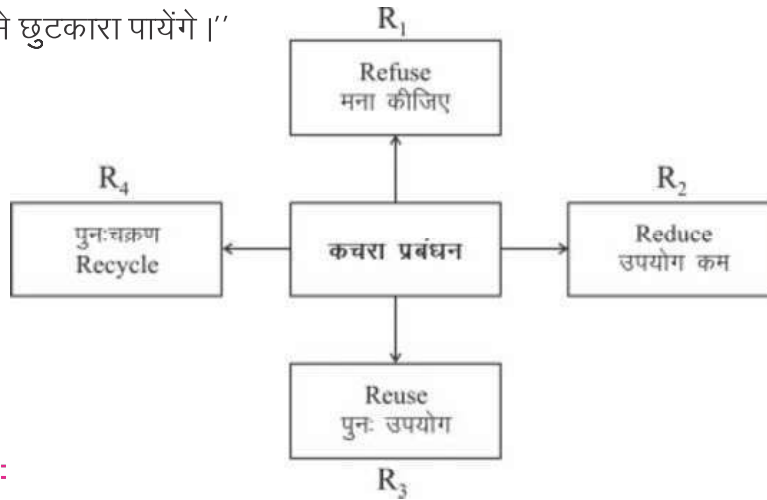 छुटकारा पायेंगे।’’
R₁
Refuse
मना कीजिए
R₄
R₂
पुनःचक्रण
Recycle
कचरा प्रबंधन
Reduce
उपयोग कम
Reuse
पुनः उपयोग
R₃